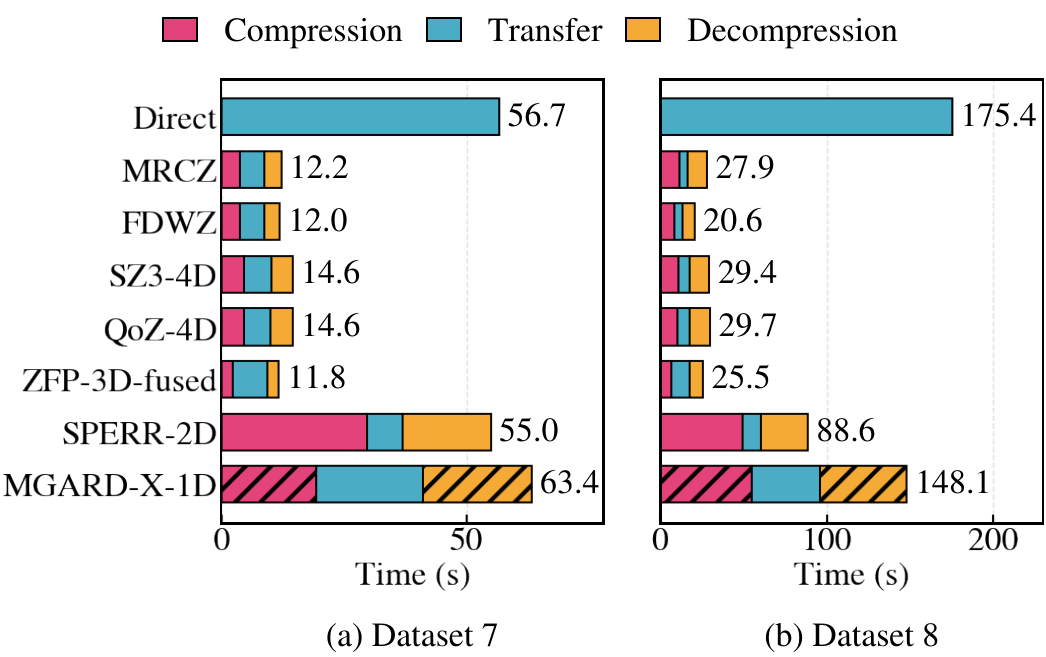 Compression Transfer Decompression
Direct 56.7 175.4
MRCZ 12.2 27.9
FDWZ 12.0 20.6
SZ3-4D 14.6 29.4
QoZ-4D 14.6 29.7
ZFP-3D-fused 11.8 25.5
SPERR-2D 55.0 88.6
MGARD-X-1D 63.4 148.1
0 50 0 100 200
Time (s) Time (s)
(a) Dataset 7 (b) Dataset 8